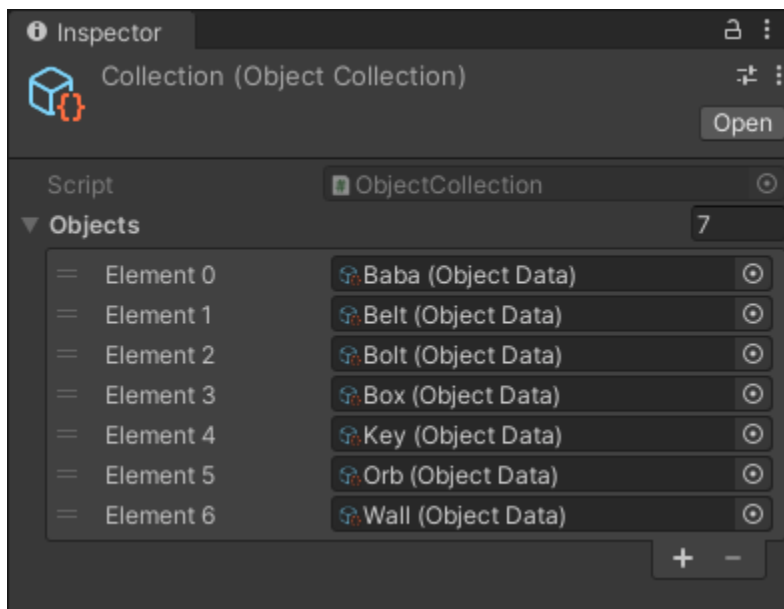 Inspector
Collection (Object Collection)
Open
Script ObjectCollection
Objects 7
Element 0 Baba (Object Data)
Element 1 Belt (Object Data)
Element 2 Bolt (Object Data)
Element 3 Box (Object Data)
Element 4 Key (Object Data)
Element 5 Orb (Object Data)
Element 6 Wall (Object Data)